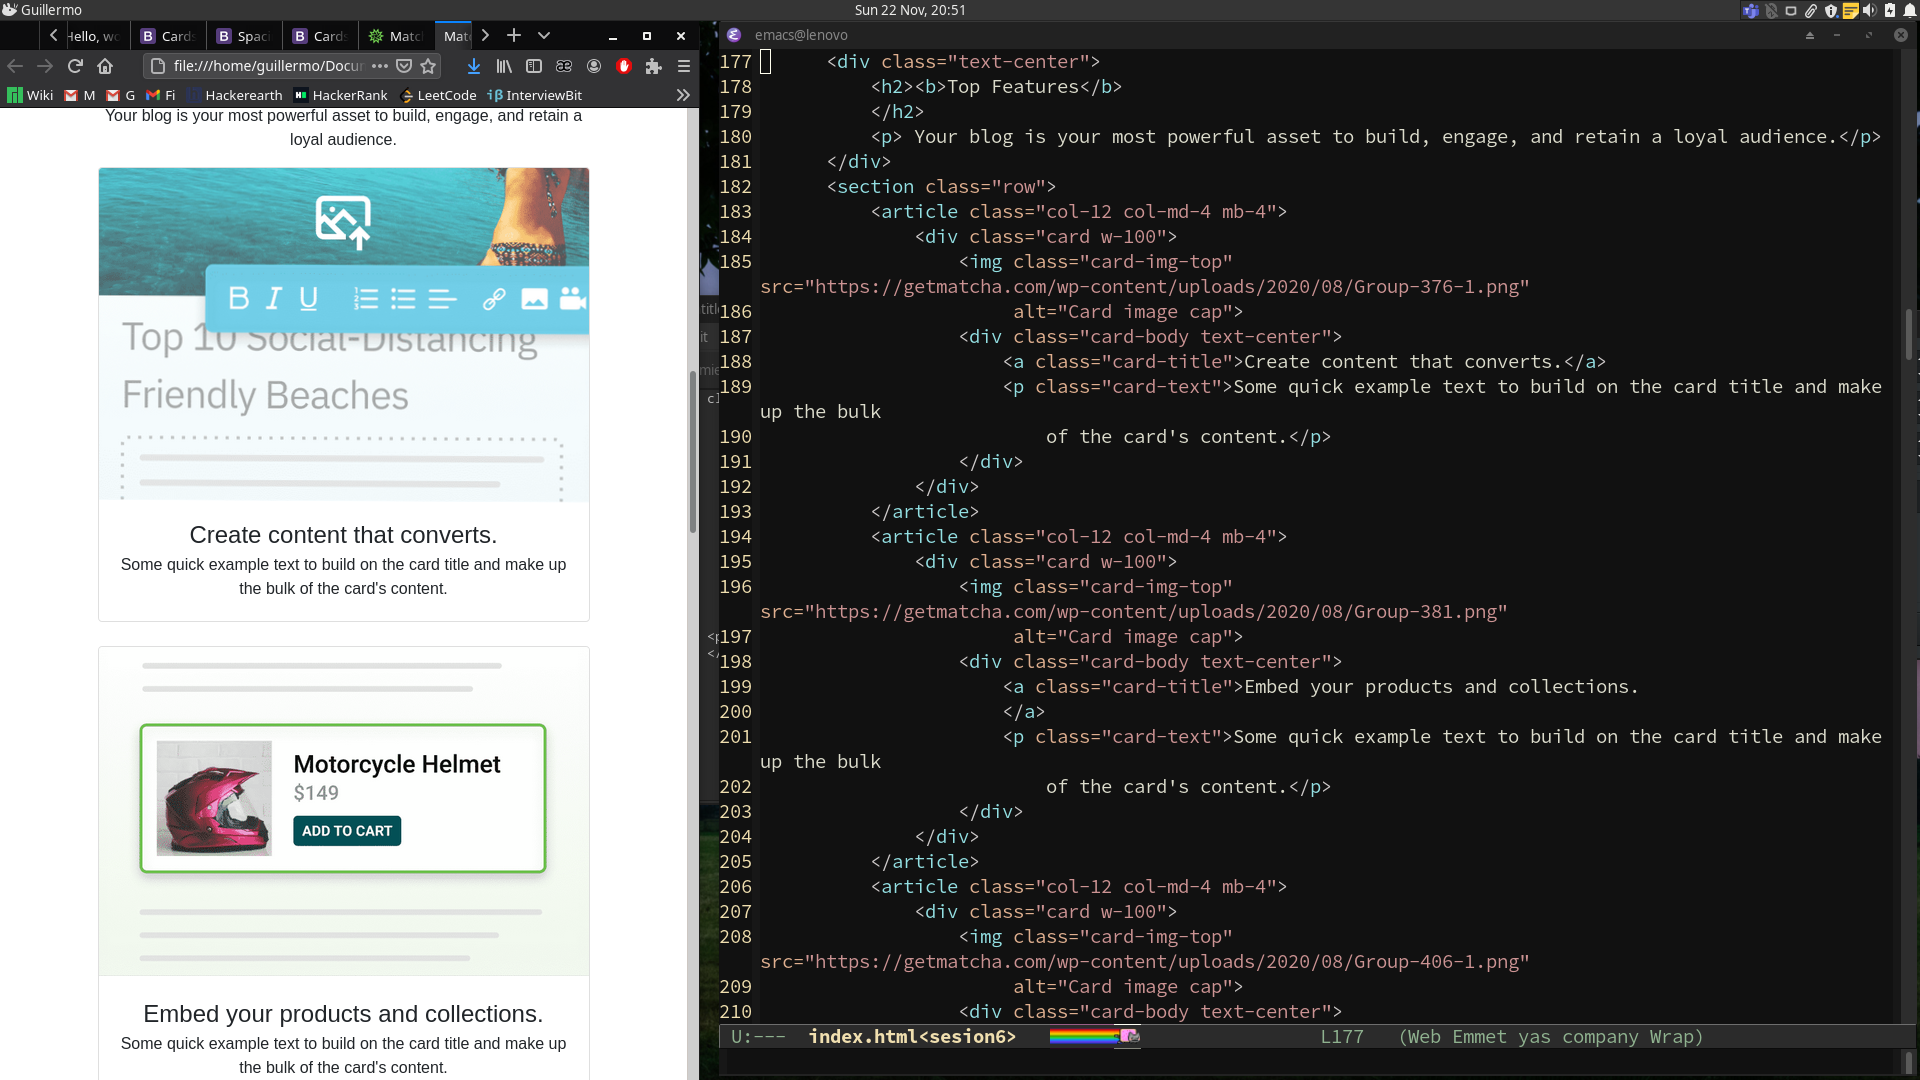 Guillermo
Sun 22 Nov, 20:51
Hello, wo
Cards
Spac
Cards
Matc
Mat
file:///home/guillermo/Docu
Wiki
M
G
Fi
Hackerearth
HackerRank
LeetCode
InterviewBit
Your blog is your most powerful asset to build, engage, and retain a
loyal audience.
B I U
Top 10 Social-Distancing
Friendly Beaches
Create content that converts.
Some quick example text to build on the card title and make up
the bulk of the card's content.
Motorcycle Helmet
$149
ADD TO CART
Embed your products and collections.
Some quick example text to build on the card title and make up
the bulk of the card's content.
emacs@lenovo
177 <div class="text-center">
178 <h2><b>Top Features</b>
179 </h2>
180 <p> Your blog is your most powerful asset to build, engage, and retain a loyal audience.</p>
181 </div>
182 <section class="row">
183 <article class="col-12 col-md-4 mb-4">
184 <div class="card w-100">
185 <img class="card-img-top"
src="https://getmatcha.com/wp-content/uploads/2020/08/Group-376-1.png"
186 alt="Card image cap">
187 <div class="card-body text-center">
188 <a class="card-title">Create content that converts.</a>
189 <p class="card-text">Some quick example text to build on the card title and make
up the bulk
190 of the card's content.</p>
191 </div>
192 </div>
193 </article>
194 <article class="col-12 col-md-4 mb-4">
195 <div class="card w-100">
196 <img class="card-img-top"
src="https://getmatcha.com/wp-content/uploads/2020/08/Group-381.png"
197 alt="Card image cap">
198 <div class="card-body text-center">
199 <a class="card-title">Embed your products and collections.
200 </a>
201 <p class="card-text">Some quick example text to build on the card title and make
up the bulk
202 of the card's content.</p>
203 </div>
204 </div>
205 </article>
206 <article class="col-12 col-md-4 mb-4">
207 <div class="card w-100">
208 <img class="card-img-top"
src="https://getmatcha.com/wp-content/uploads/2020/08/Group-406-1.png"
209 alt="Card image cap">
210 <div class="card-body text-center">
U:--- index.html<sesion6> L177 (Web Emmet yas company Wrap)